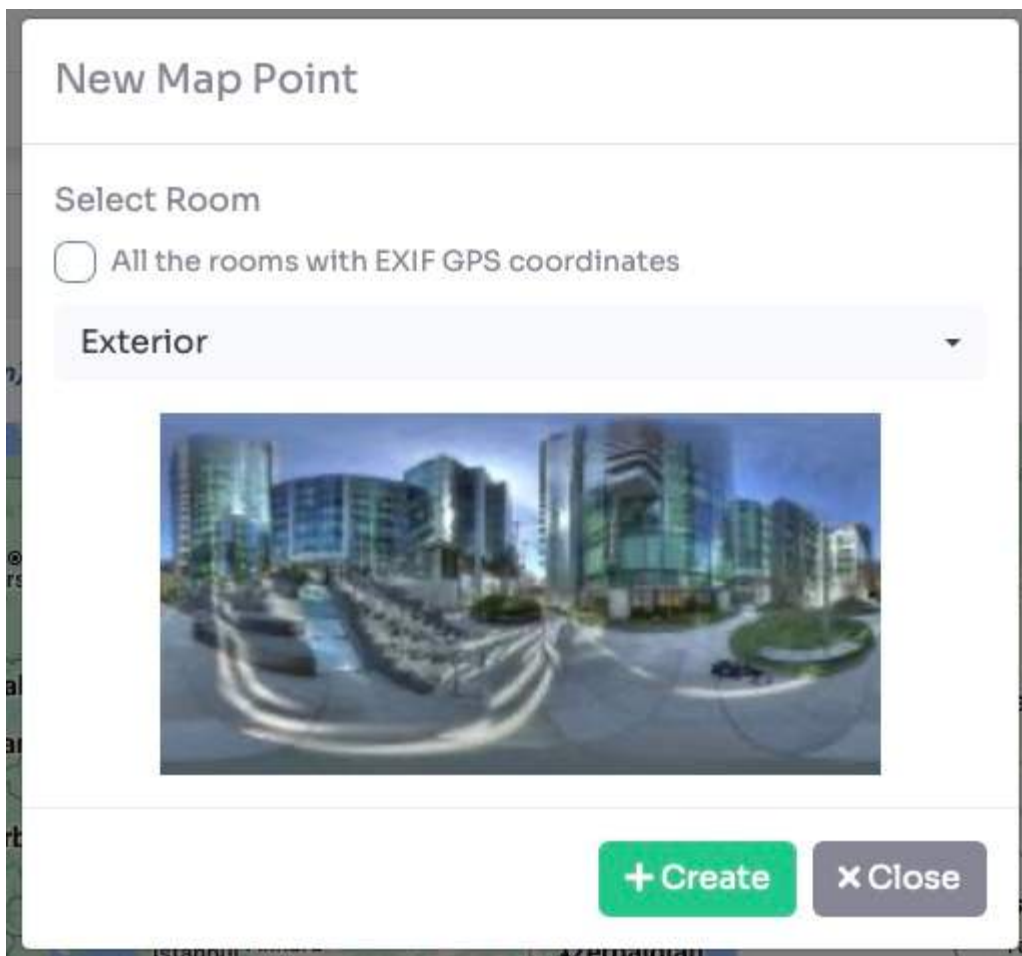 New Map Point
Select Room
All the rooms with EXIF GPS coordinates
Exterior
+ Create
× Close